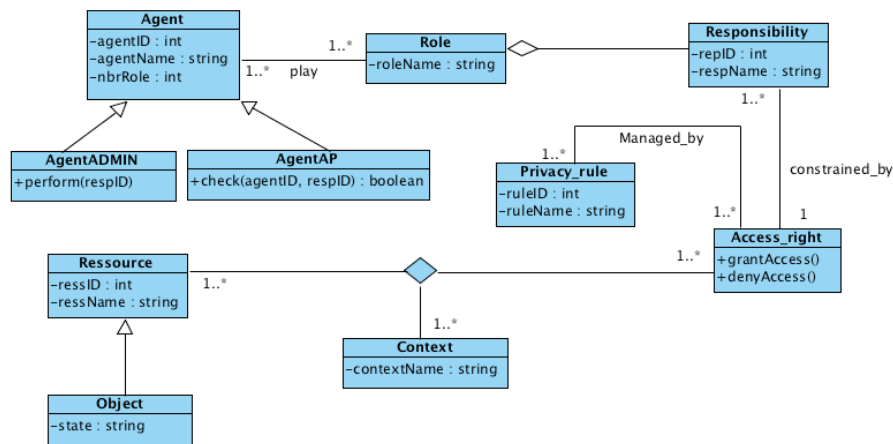 Agent
-agentID : int
-agentName : string
-nbrRole : int
1..*
1..*
play
Role
-roleName : string
Responsibility
-repID : int
-respName : string
1..*
AgentADMIN
+perform(respID)
AgentAP
+check(agentID, respID) : boolean
Managed_by
1..*
Privacy_rule
-ruleID : int
-ruleName : string
constrained_by
1..*
1
Access_right
+grantAccess()
+denyAccess()
Ressource
-ressID : int
-ressName : string
1..*
1..*
1..*
Context
-contextName : string
Object
-state : string